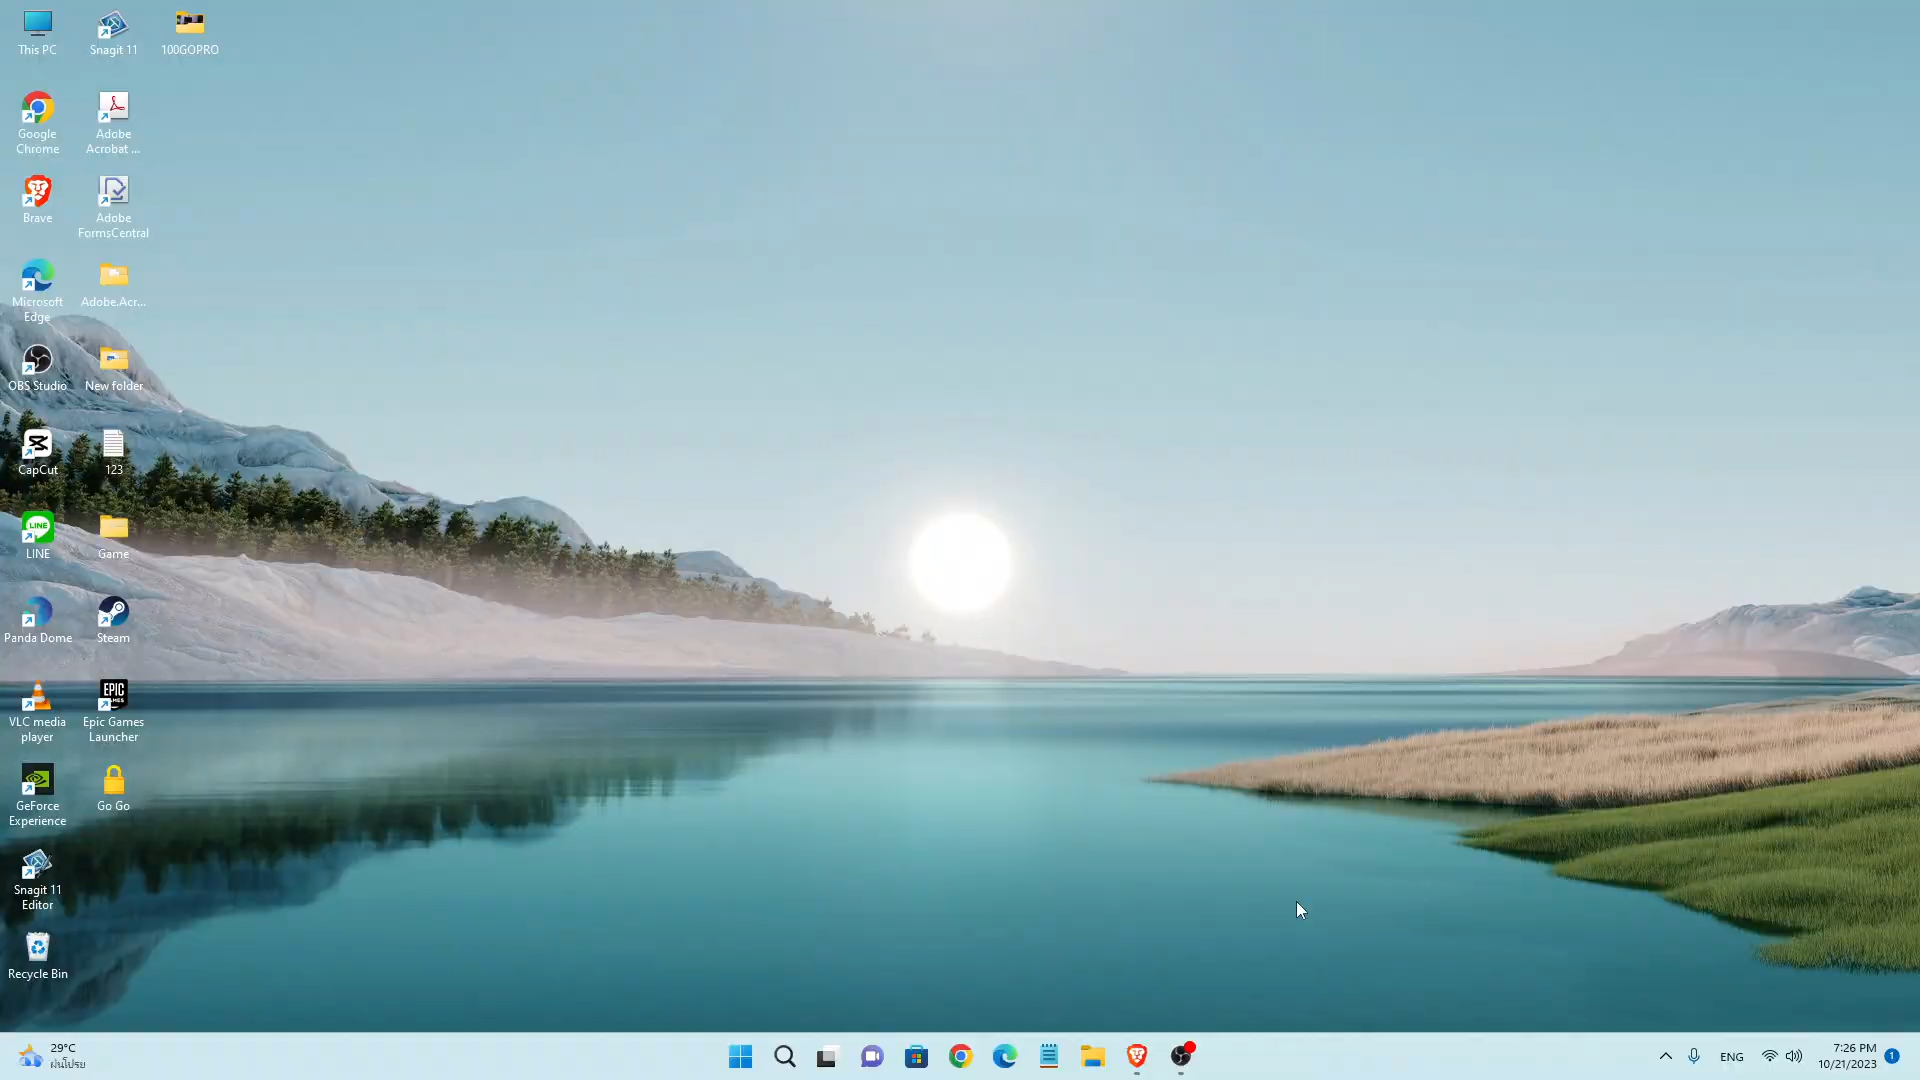 This PC
Snagit 11
100GOPRO
Google
Chrome
Adobe
Acrobat ...
Brave
Adobe
FormsCentral
Microsoft
Edge
Adobe.Acr...
OBS Studio
New folder
CapCut
123
LINE
LINE
Game
Panda Dome
Steam
VLC media
player
EPIC
GAMES
Epic Games
Launcher
GeForce
Experience
Go Go
Snagit 11
Editor
Recycle Bin
29°C
ฝนโปรย
ENG
7:26 PM
10/21/2023
1